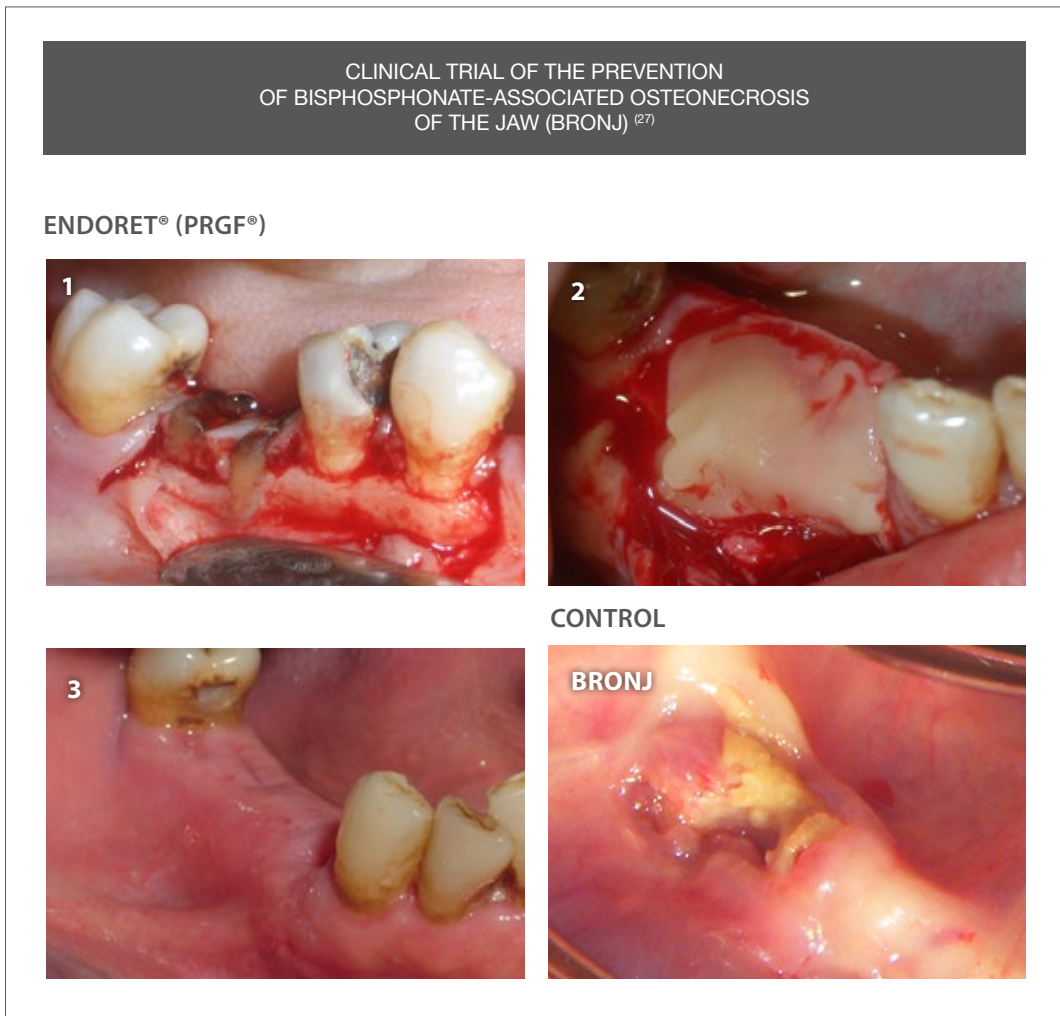 CLINICAL TRIAL OF THE PREVENTION
OF BISPHOSPHONATE-ASSOCIATED OSTEONECROSIS
OF THE JAW (BRONJ) (27)
ENDORET® (PRGF®)
1
2
CONTROL
3
BRONJ